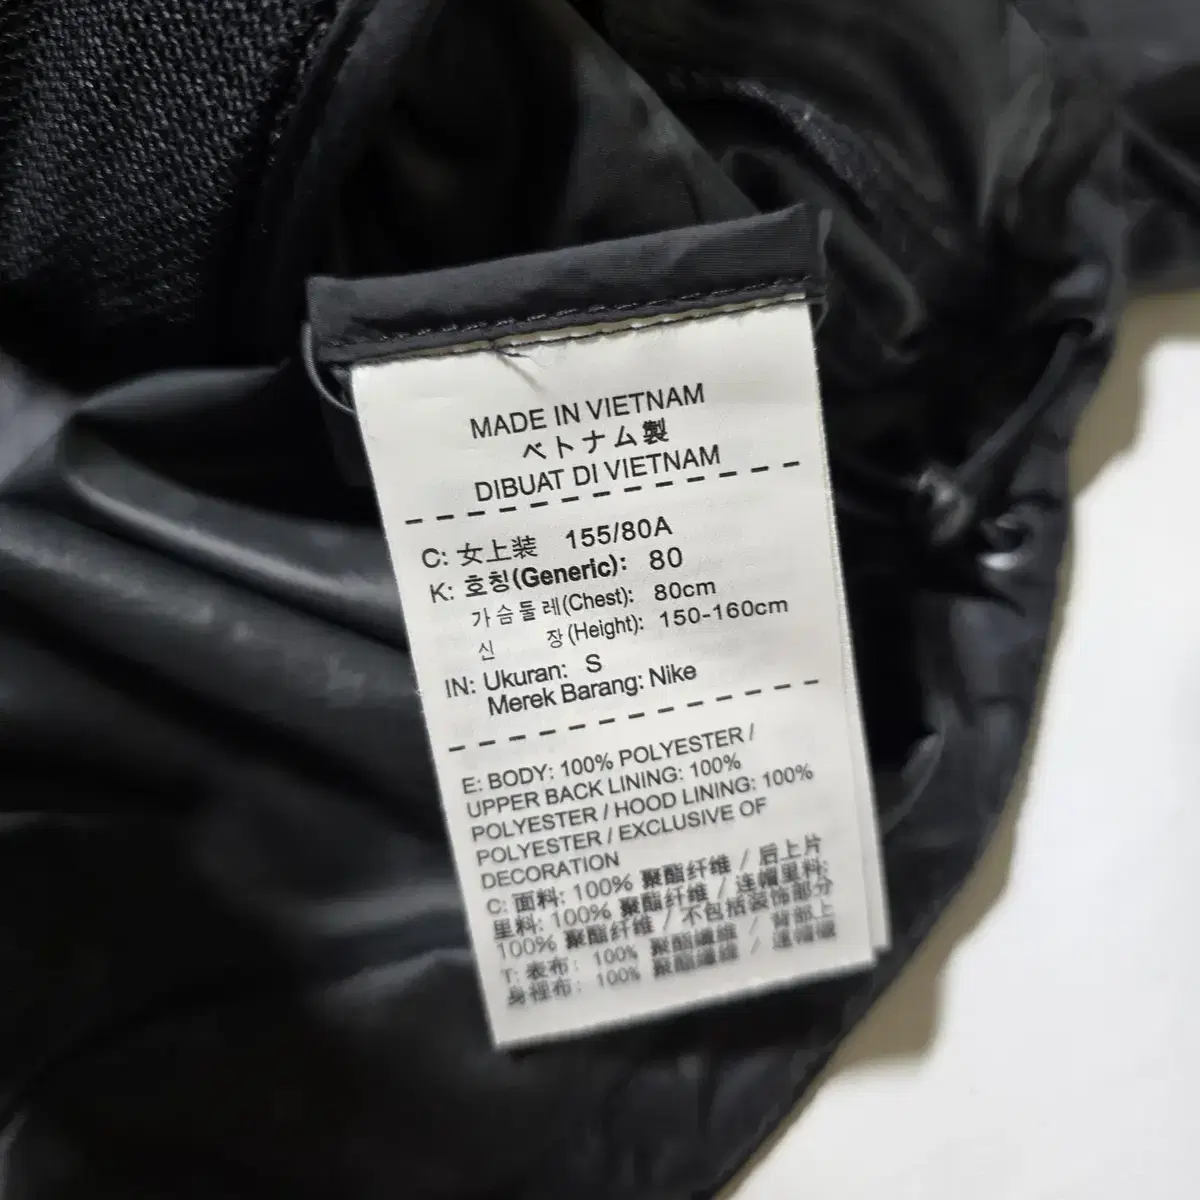 MADE IN VIETNAM
ベトナム製
DIBUAT DI VIETNAM
C: 女上装 155/80A
K: 호칭(Generic): 80
가슴둘레(Chest): 80cm
신 장(Height): 150-160cm
IN: Ukuran: S
Merek Barang: Nike
E: BODY: 100% POLYESTER /
UPPER BACK LINING: 100%
POLYESTER / HOOD LINING: 100%
POLYESTER / EXCLUSIVE OF
DECORATION
C: 面料: 100% 聚酯纤维 / 后上片
里料: 100% 聚酯纤维 / 连帽里料:
100% 聚酯纤维 / 不包括装饰部分
T: 表布: 100% 聚酯纖維 / 背部上
身裡布: 100% 聚酯纖維 / 連帽襯